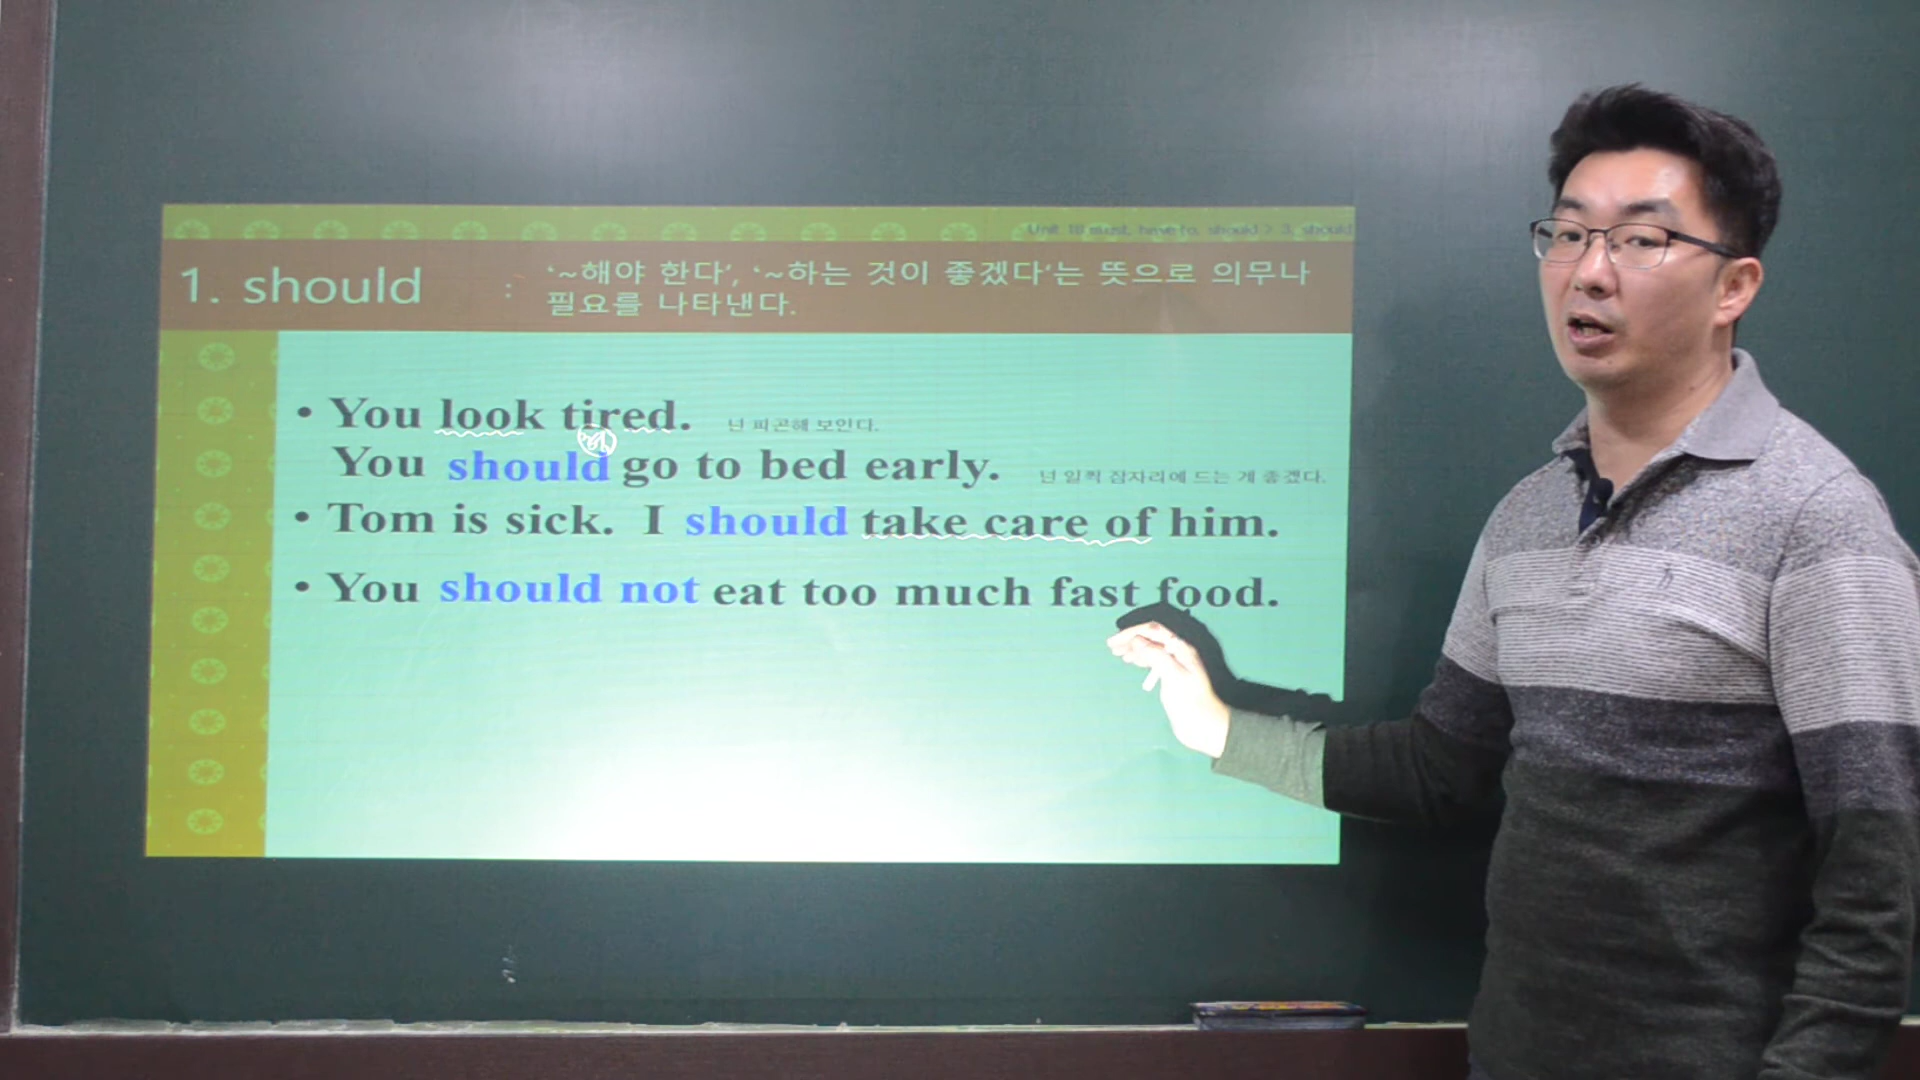 Unit 18 must, have to, should > 3. should
1. should : '~해야 한다', '~하는 것이 좋겠다'는 뜻으로 의무나
필요를 나타낸다.
• You look tired. 넌 피곤해 보인다.
You should go to bed early. 넌 일찍 잠자리에 드는 게 좋겠다.
• Tom is sick. I should take care of him.
• You should not eat too much fast food.